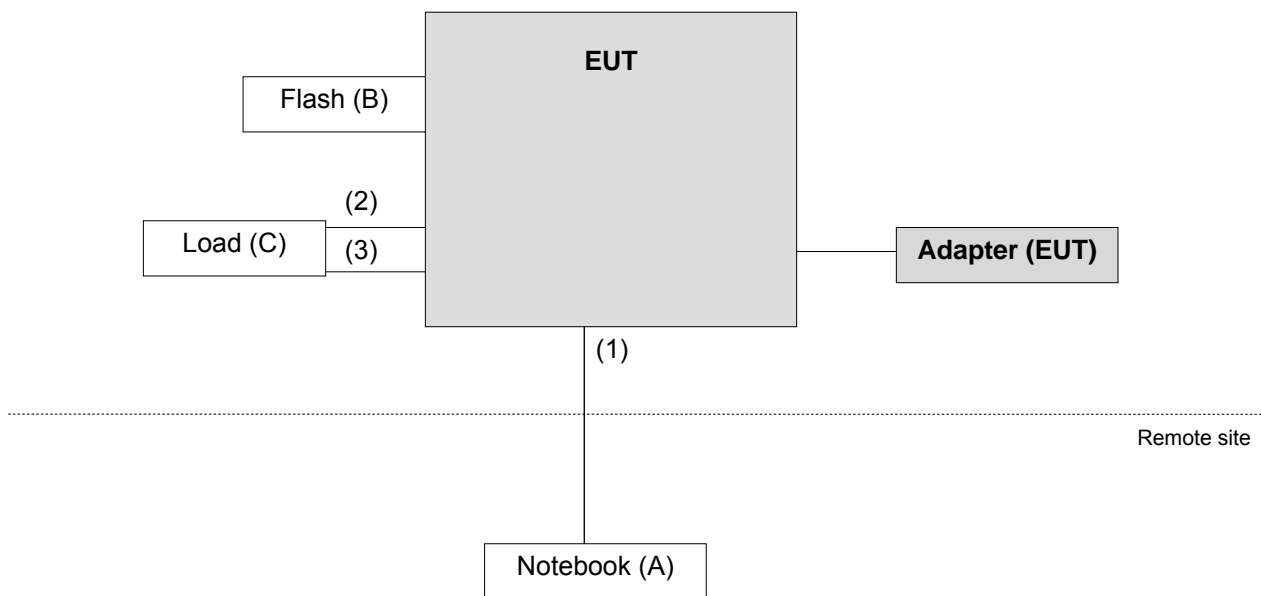 EUT
Flash (B)
(2)
Load (C)
(3)
Adapter (EUT)
(1)
Remote site
Notebook (A)